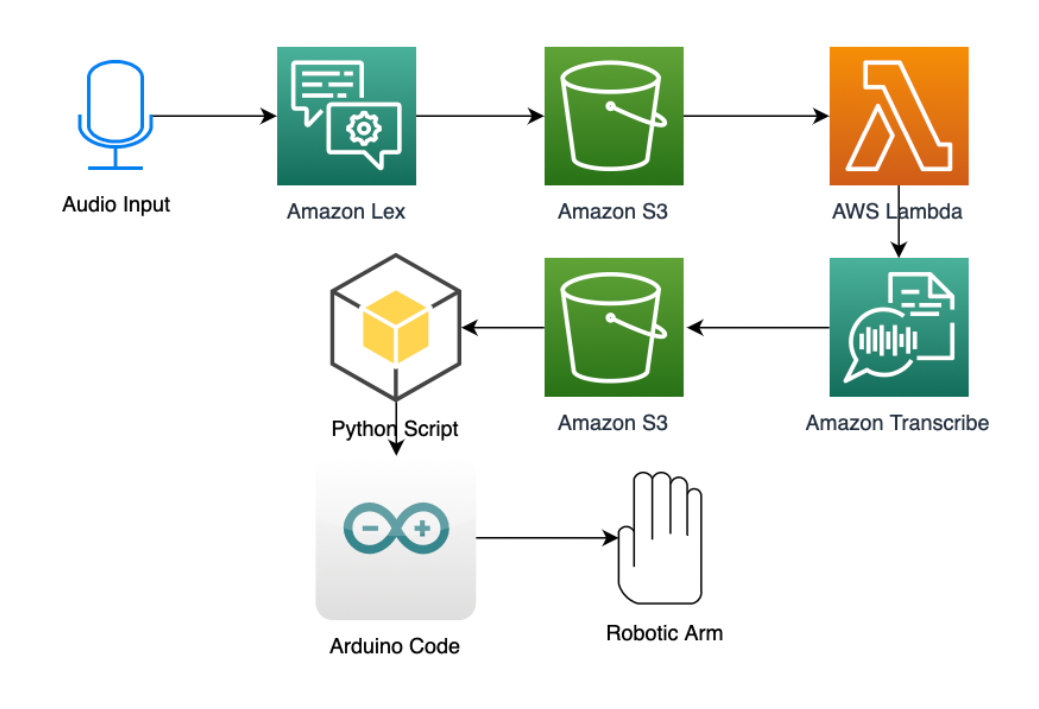 Audio Input
Amazon Lex
Amazon S3
AWS Lambda
Python Script
Amazon S3
Amazon Transcribe
Arduino Code
Robotic Arm